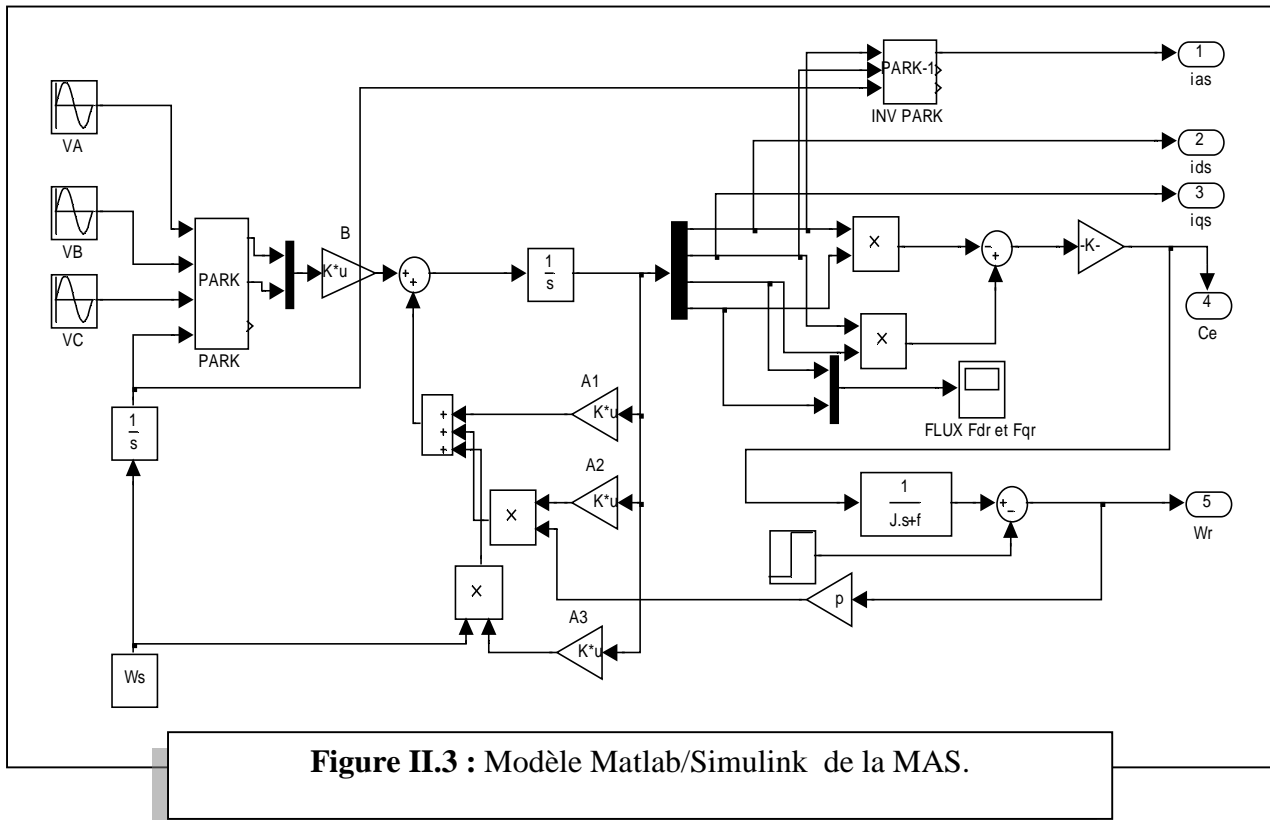 1
PARK-1
ias
INV PARK
VA
2
ids
3
iqs
VB
B
PARK
K*u
+
+
1
s
×
-
+
-K-
4
Ce
VC
PARK
×
A1
K*u
FLUX Fdr et Fqr
1
s
+
+
+
A2
K*u
×
1
J.s+f
+
-
5
Wr
×
p
A3
K*u
Ws
Figure II.3 : Modèle Matlab/Simulink de la MAS.